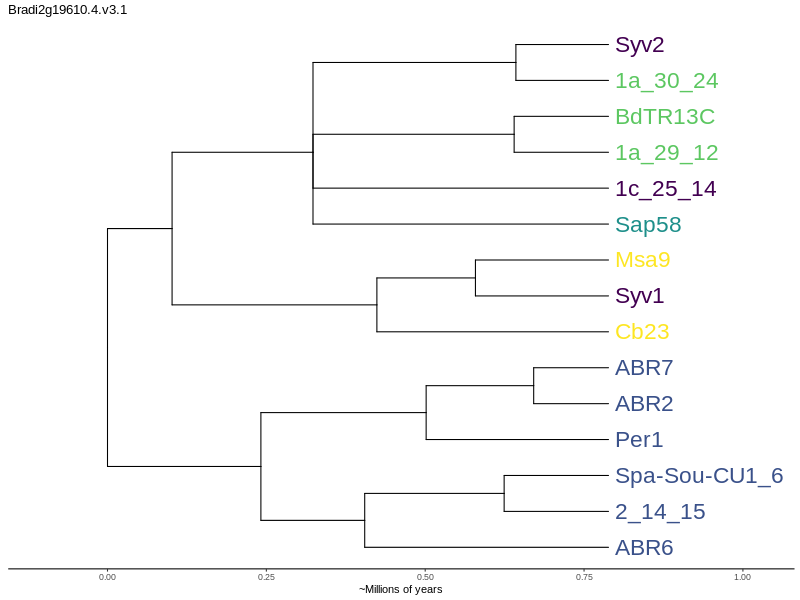 Bradi2g19610.4.v3.1
Syv2
1a_30_24
BdTR13C
1a_29_12
1c_25_14
Sap58
Msa9
Syv1
Cb23
ABR7
ABR2
Per1
Spa-Sou-CU1_6
2_14_15
ABR6
0.00 0.25 0.50 0.75 1.00
~Millions of years